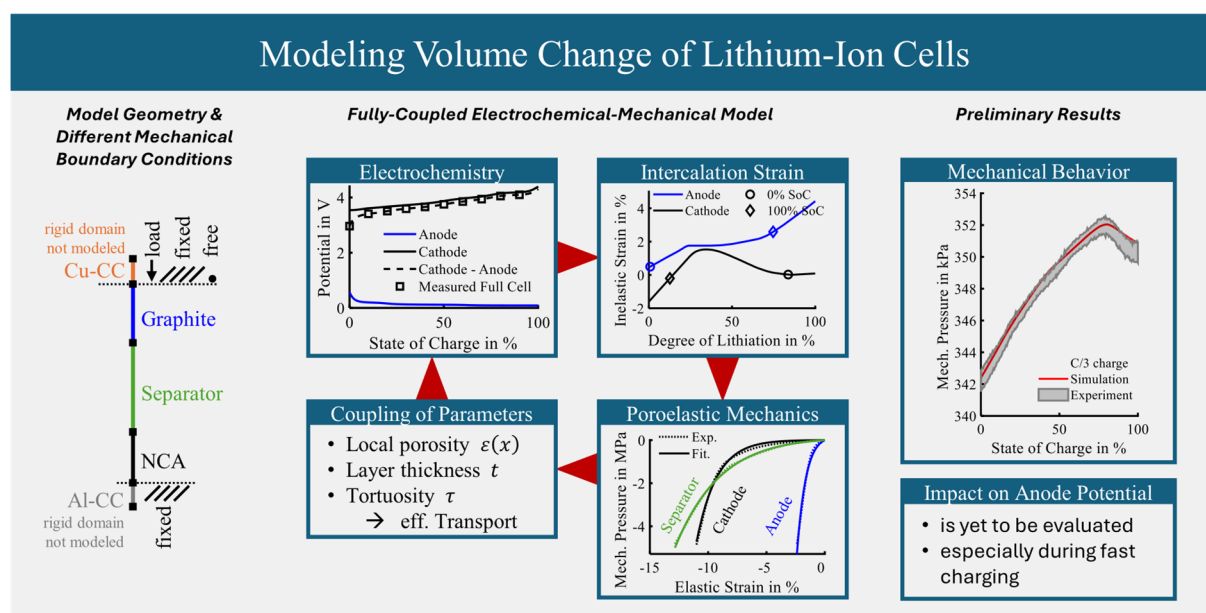 Modeling Volume Change of Lithium-Ion Cells
Model Geometry &
Different Mechanical
Boundary Conditions
rigid domain
not modeled
Cu-CC
load
fixed
free
Graphite
Separator
NCA
Al-CC
rigid domain
not modeled
fixed
Fully-Coupled Electrochemical-Mechanical Model
Electrochemistry
Potential in V
4
2
0
Anode
Cathode
Cathode - Anode
Measured Full Cell
0 50 100
State of Charge in %
Intercalation Strain
Inelastic Strain in %
4
2
0
-2
Anode
Cathode
0% SoC
100% SoC
0 50 100
Degree of Lithiation in %
Coupling of Parameters
• Local porosity ε(x)
• Layer thickness t
• Tortuosity τ
→ eff. Transport
Poroelastic Mechanics
Mech. Pressure in MPa
0
-2
-4
Exp.
Fit.
Separator
Cathode
Anode
-15 -10 -5 0
Elastic Strain in %
Preliminary Results
Mechanical Behavior
Mech. Pressure in kPa
354
352
350
348
346
344
342
340
C/3 charge
Simulation
Experiment
0 50 100
State of Charge in %
Impact on Anode Potential
• is yet to be evaluated
• especially during fast
charging